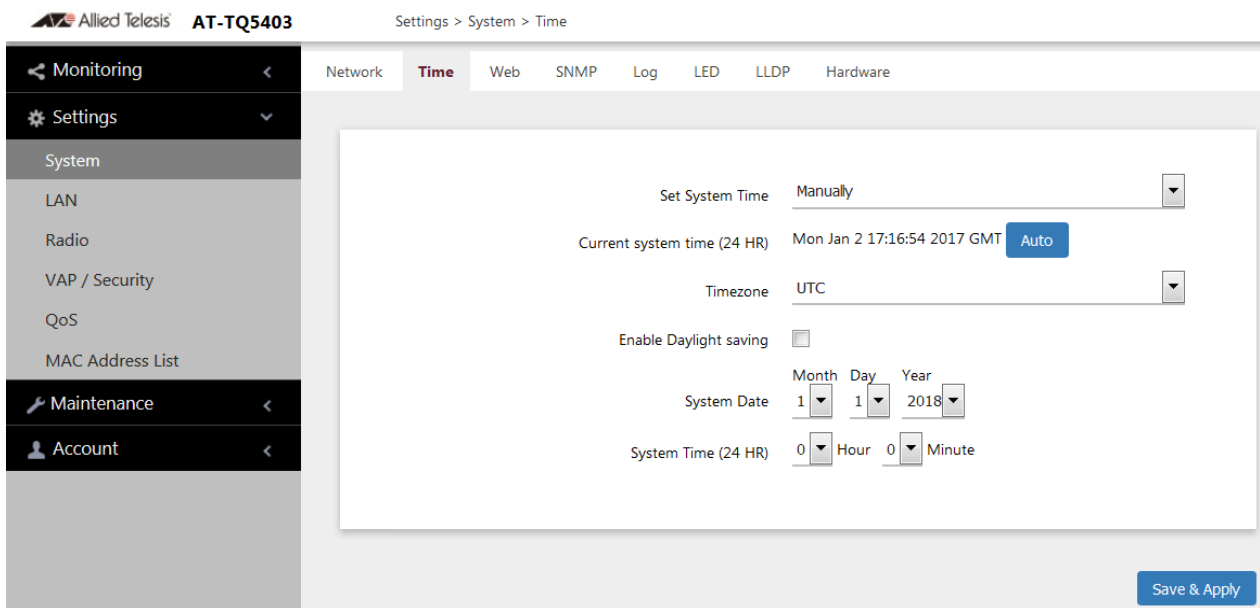 Allied Telesis AT-TQ5403 Settings > System > Time
Monitoring
Settings
System
LAN
Radio
VAP / Security
QoS
MAC Address List
Maintenance
Account
Network Time Web SNMP Log LED LLDP Hardware
Set System Time Manually
Current system time (24 HR) Mon Jan 2 17:16:54 2017 GMT Auto
Timezone UTC
Enable Daylight saving
Month Day Year
System Date 1 1 2018
System Time (24 HR) 0 Hour 0 Minute
Save & Apply